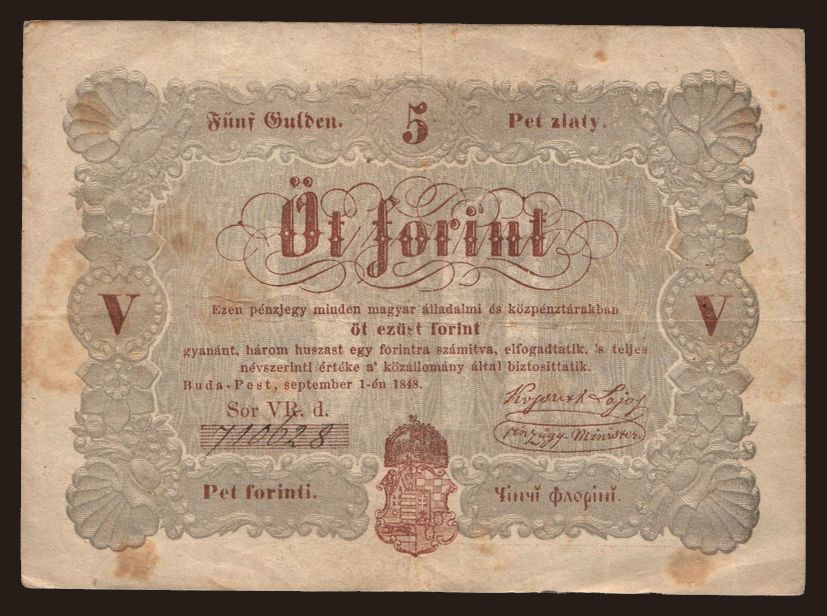 Fünf Gulden. 5 Pet zlaty.
Öt forint
V V
Ezen pénzjegy minden magyar álladalmi és közpénztárakban
öt ezüst forint
gyanánt, három huszast egy forintra számitva, elfogadtatik, 's teljes
névszerinti értéke a' közállomány által biztosittatik.
Buda-Pest, september 1-én 1848.
Sor VR. d.
710628
Kossuth Lajos
pénzügy Minister.
Pet forinti. Чінчі флоріні.